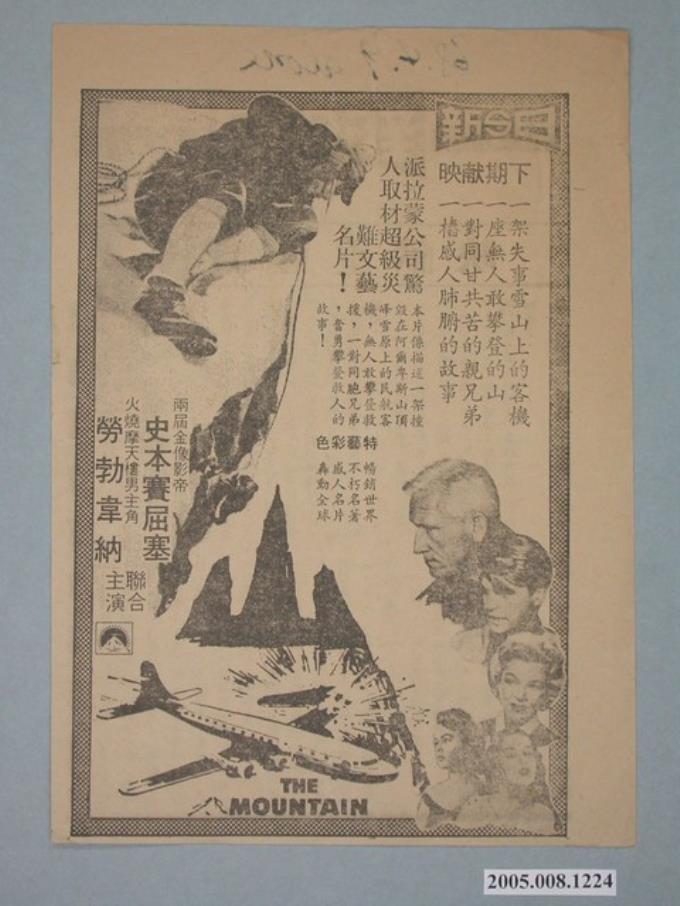 新今日
下期献映
一架失事雪山上的客機
一座無人敢攀登的山
一對同甘共苦的親兄弟
一樁感人肺腑的故事
派拉蒙公司驚
人取材超級災
難文藝
名片！
本片係描述一架撞
毀在阿爾卑斯山頂
峰雪原上的民航客
機，無人敢攀登救
援，一對同胞兄弟
，奮勇攀登救人的
故事！
特藝彩色
暢銷世界
不朽名著
感人名片
轟動全球
兩屆金像影帝
史本賽屈塞
火燒摩天樓男主角
勞勃韋納
聯合
主演
THE
MOUNTAIN
2005.008.1224